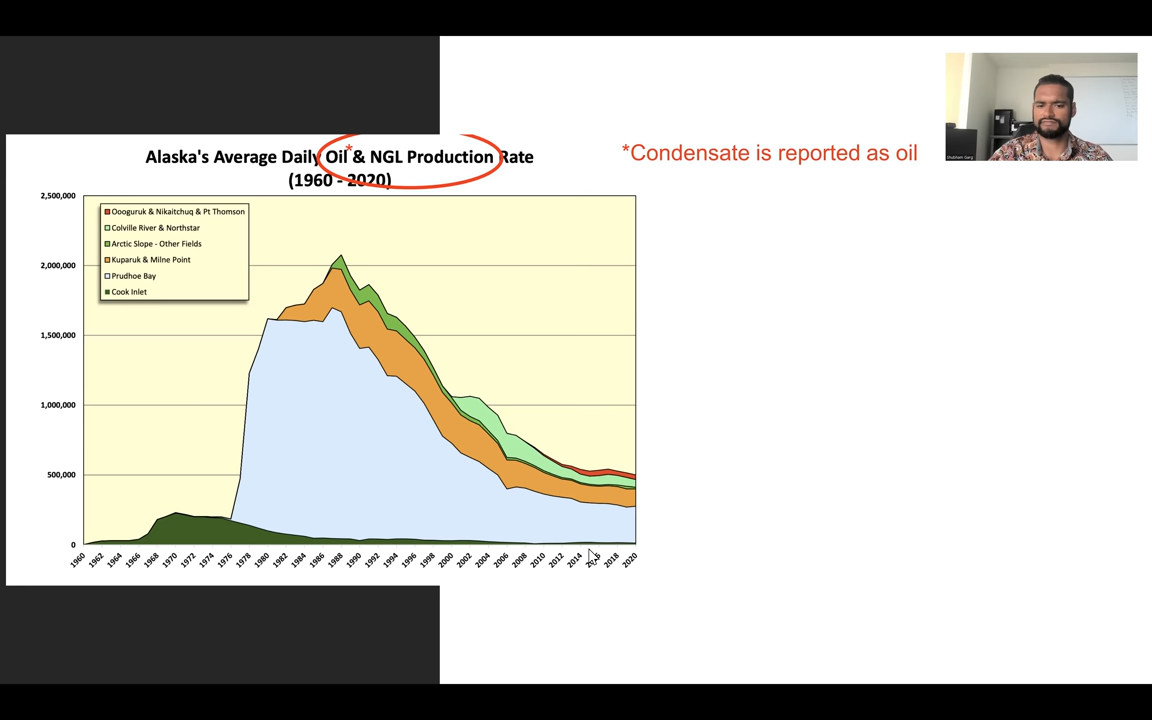 Alaska's Average Daily Oil* & NGL Production Rate
(1960 - 2020)
*Condensate is reported as oil
Shubham Garg
2,500,000
2,000,000
1,500,000
1,000,000
500,000
0
Oooguruk & Nikaitchuq & Pt Thomson
Colville River & Northstar
Arctic Slope - Other Fields
Kuparuk & Milne Point
Prudhoe Bay
Cook Inlet
1960 1962 1964 1966 1968 1970 1972 1974 1976 1978 1980 1982 1984 1986 1988 1990 1992 1994 1996 1998 2000 2002 2004 2006 2008 2010 2012 2014 2016 2018 2020